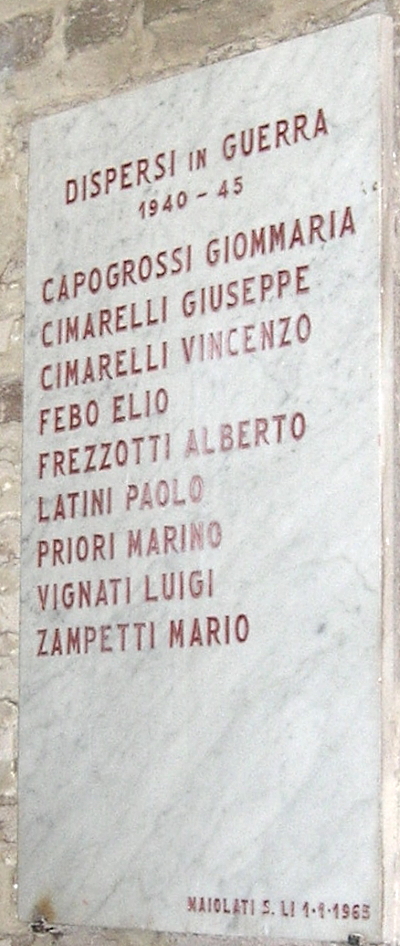 DISPERSI IN GUERRA
1940 - 45
CAPOGROSSI GIOMMARIA
CIMARELLI GIUSEPPE
CIMARELLI VINCENZO
FEBO ELIO
FREZZOTTI ALBERTO
LATINI PAOLO
PRIORI MARINO
VIGNATI LUIGI
ZAMPETTI MARIO
MAIOLATI S. LI 1·1·1963